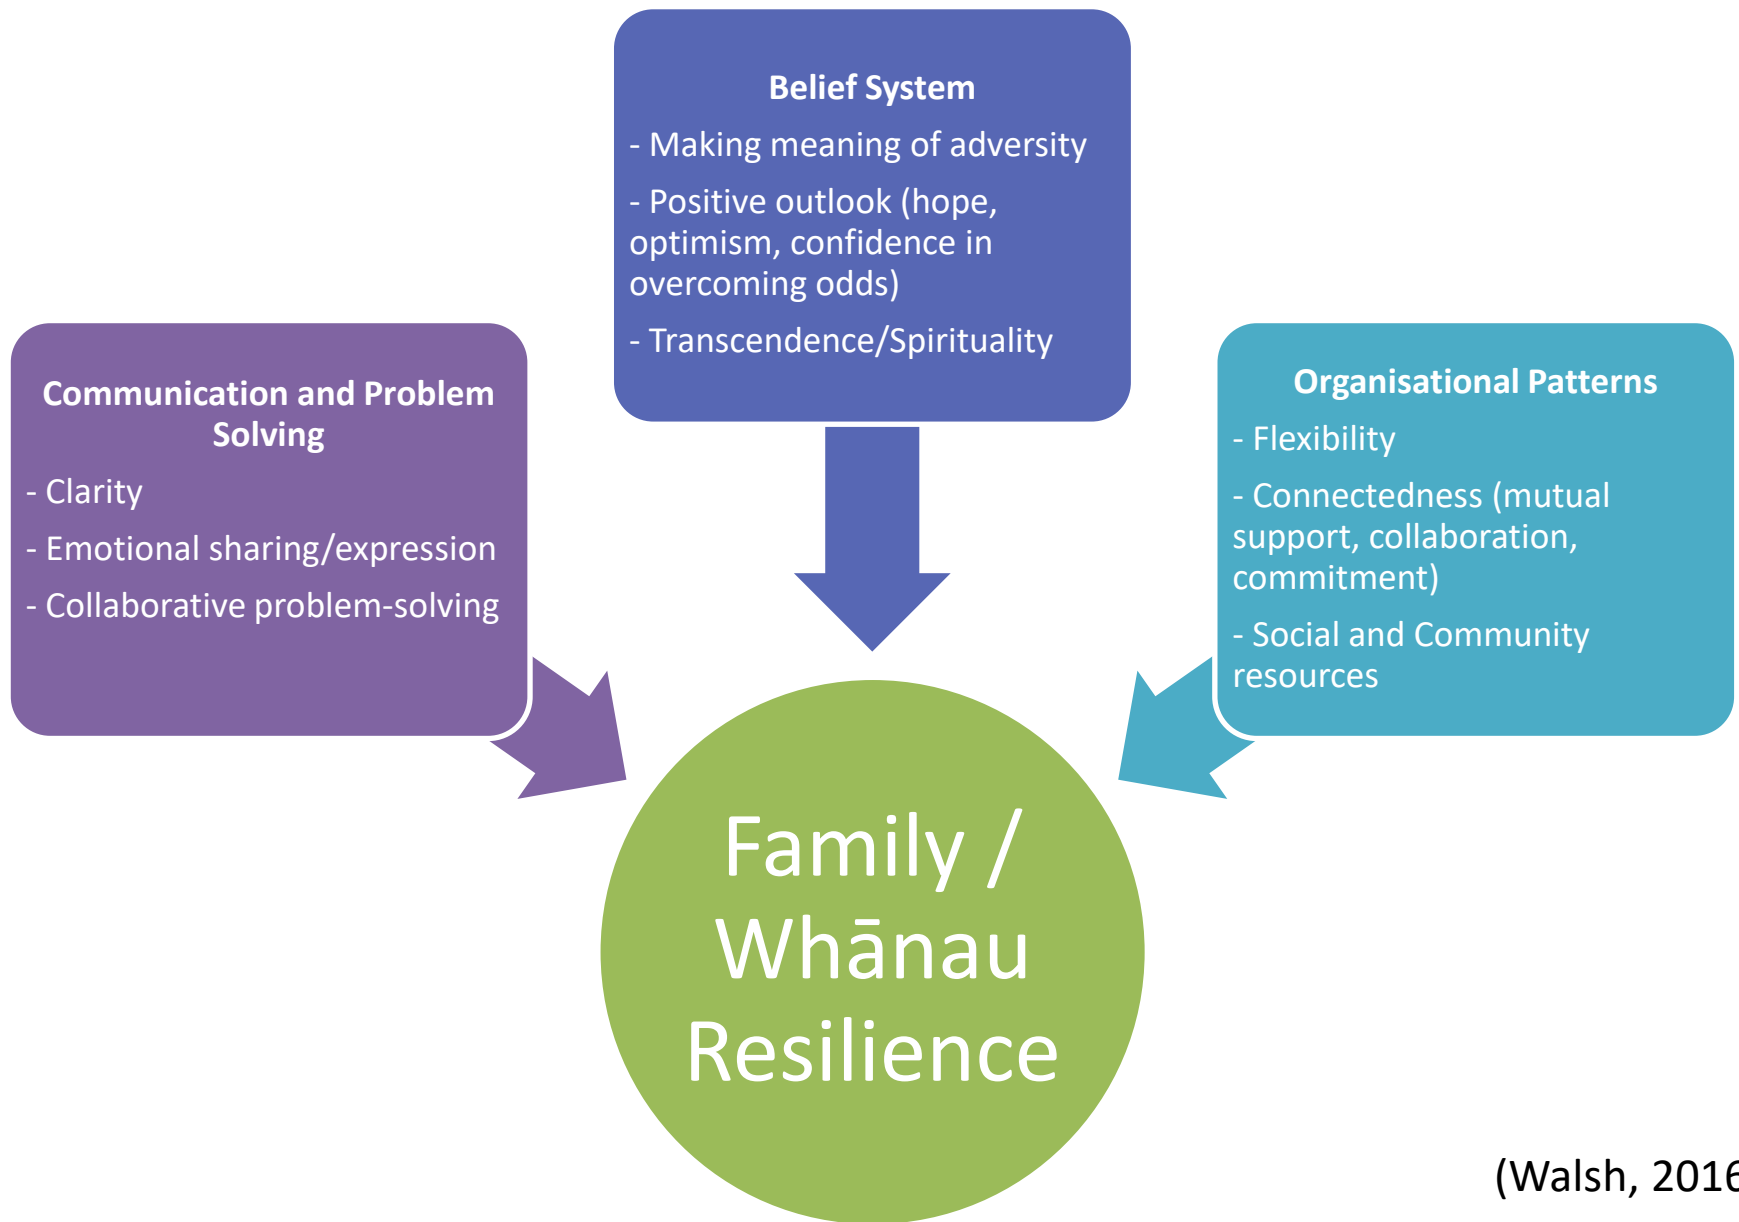 Belief System
- Making meaning of adversity
- Positive outlook (hope,
optimism, confidence in
overcoming odds)
- Transcendence/Spirituality
Communication and Problem
Solving
- Clarity
- Emotional sharing/expression
- Collaborative problem-solving
Organisational Patterns
- Flexibility
- Connectedness (mutual
support, collaboration,
commitment)
- Social and Community
resources
Family /
Whānau
Resilience
(Walsh, 2016